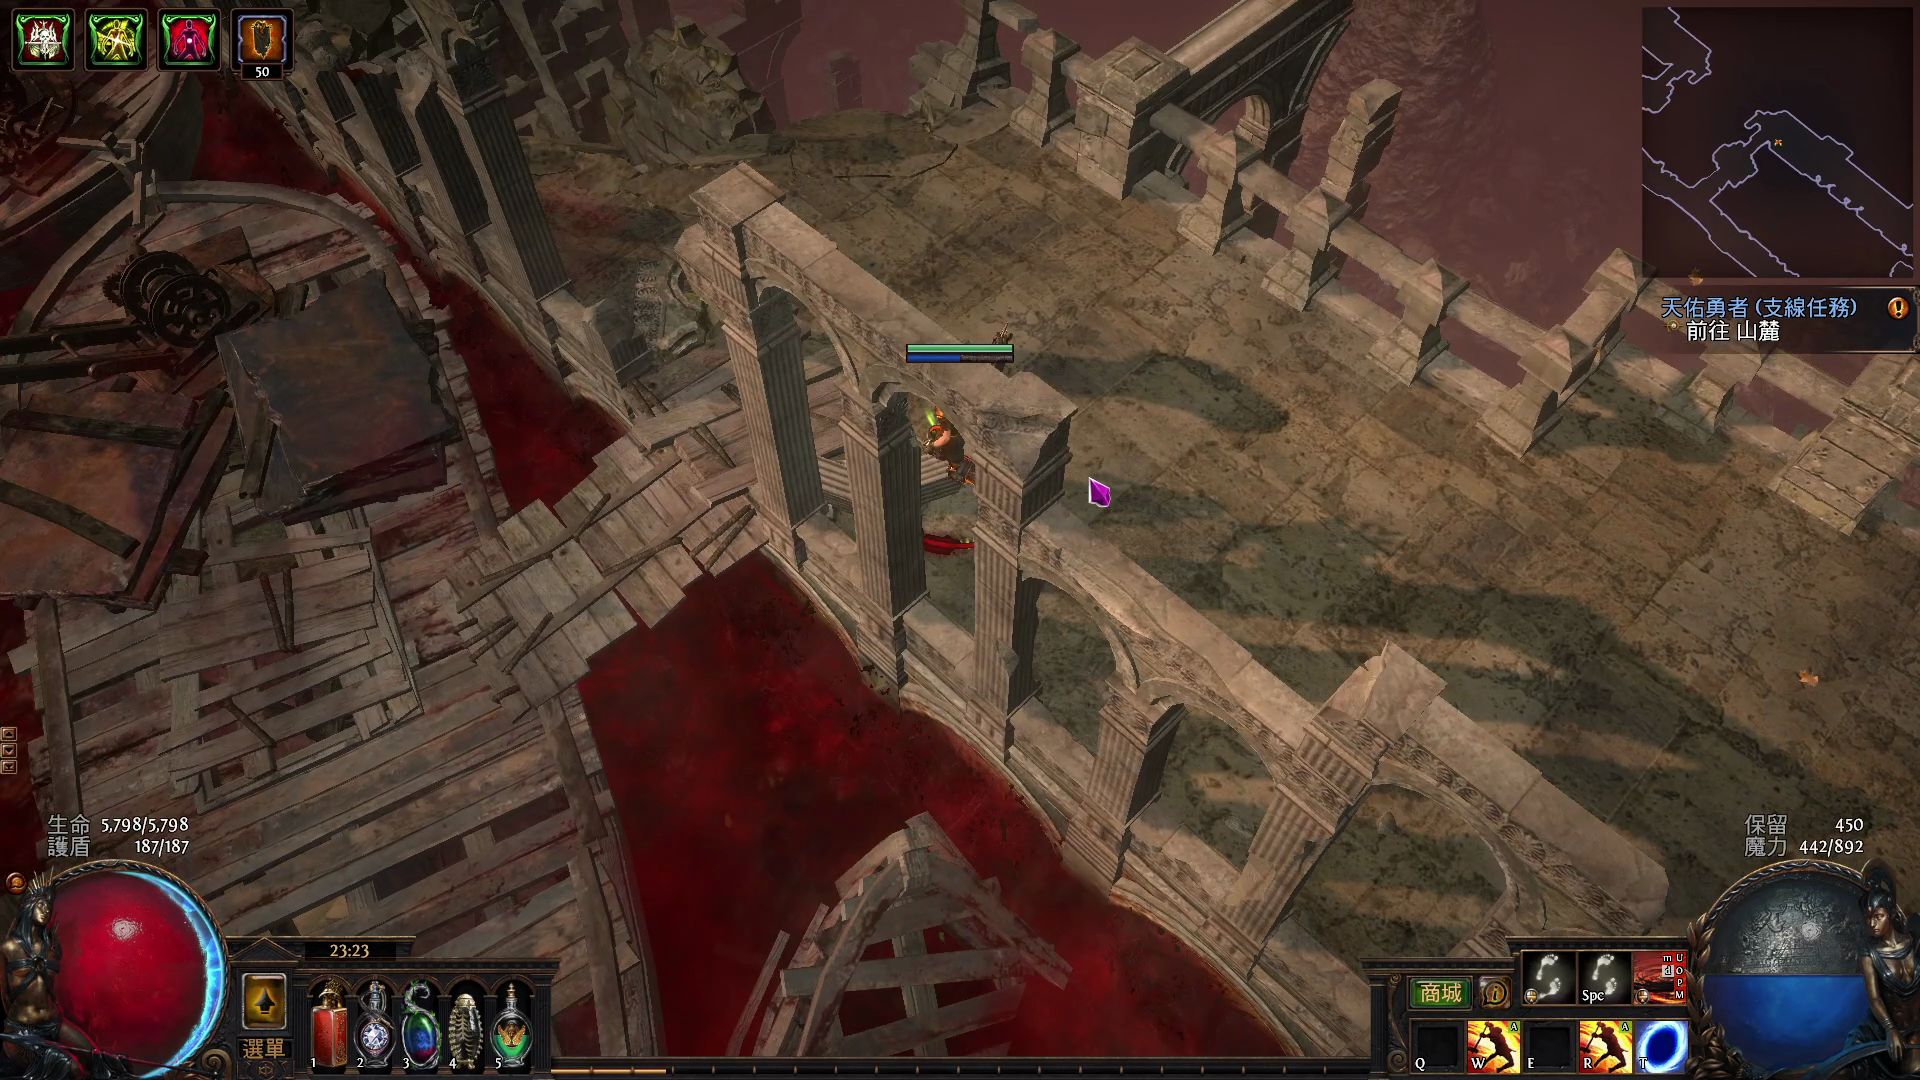 50
天佑勇者 (支線任務)
前往 山麓
生命 5,798/5,798
護盾 187/187
保留 450
魔力 442/892
23:23
選單
1
2
3
4
5
商城
Spc
m U
d O
P
M
Q
W A
E
R A
T